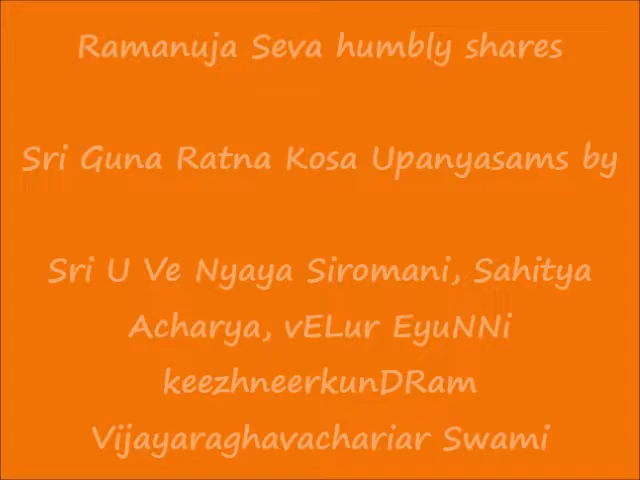 Ramanuja Seva humbly shares
Sri Guna Ratna Kosa Upanyasams by
Sri U Ve Nyaya Siromani, Sahitya
Acharya, vELur EyuNNi
keezhneerkunDRam
Vijayaraghavachariar Swami